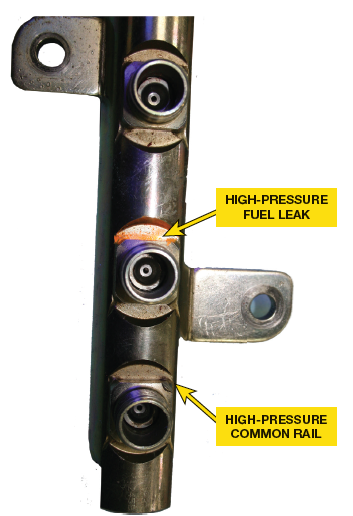 HIGH-PRESSURE
FUEL LEAK
HIGH-PRESSURE
COMMON RAIL